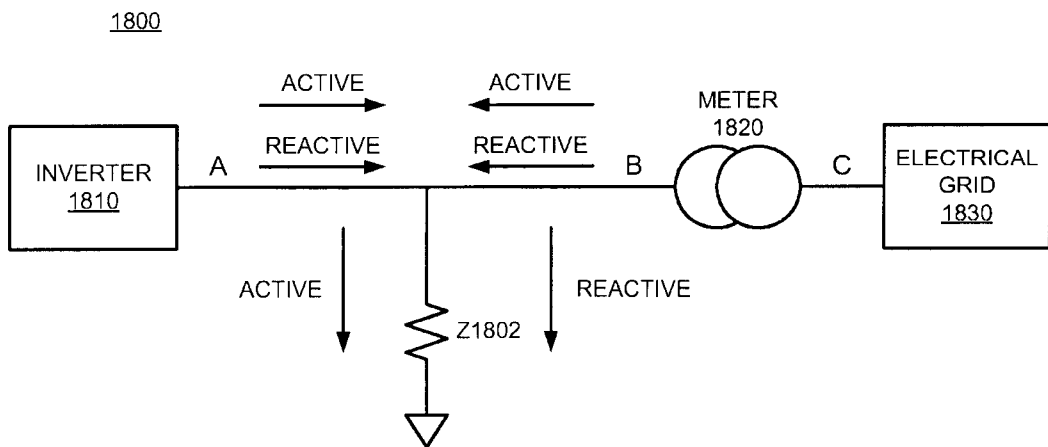 1800
ACTIVE
ACTIVE
REACTIVE
REACTIVE
METER
1820
INVERTER
1810
A
B
C
ELECTRICAL
GRID
1830
ACTIVE
REACTIVE
Z1802